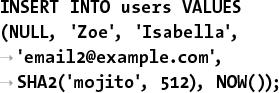 INSERT INTO users VALUES
(NULL, 'Zoe', 'Isabella',
→'email2@example.com',
→SHA2('mojito', 512), NOW());